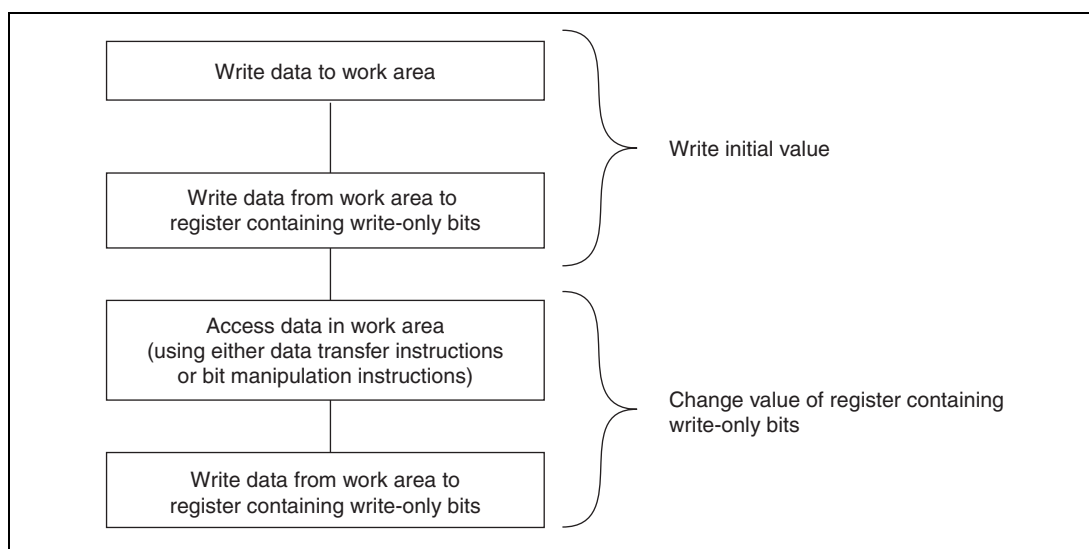 Write data to work area
Write initial value
Write data from work area to
register containing write-only bits
Access data in work area
(using either data transfer instructions
or bit manipulation instructions)
Change value of register containing
write-only bits
Write data from work area to
register containing write-only bits